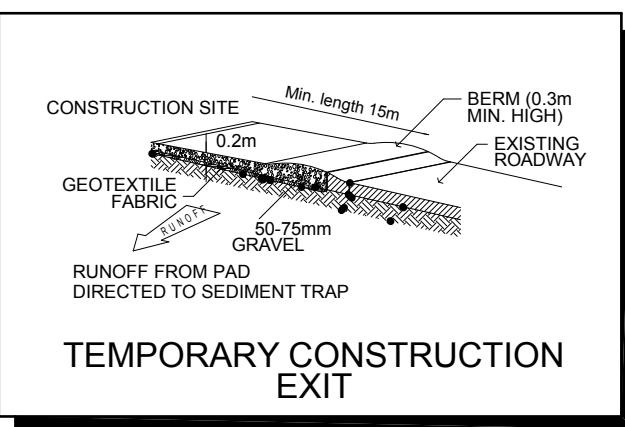 Min. length 15m
BERM (0.3m
MIN. HIGH)
CONSTRUCTION SITE
0.2m
EXISTING
ROADWAY
GEOTEXTILE
FABRIC
RUNOFF
50-75mm
GRAVEL
RUNOFF FROM PAD
DIRECTED TO SEDIMENT TRAP
TEMPORARY CONSTRUCTION
EXIT